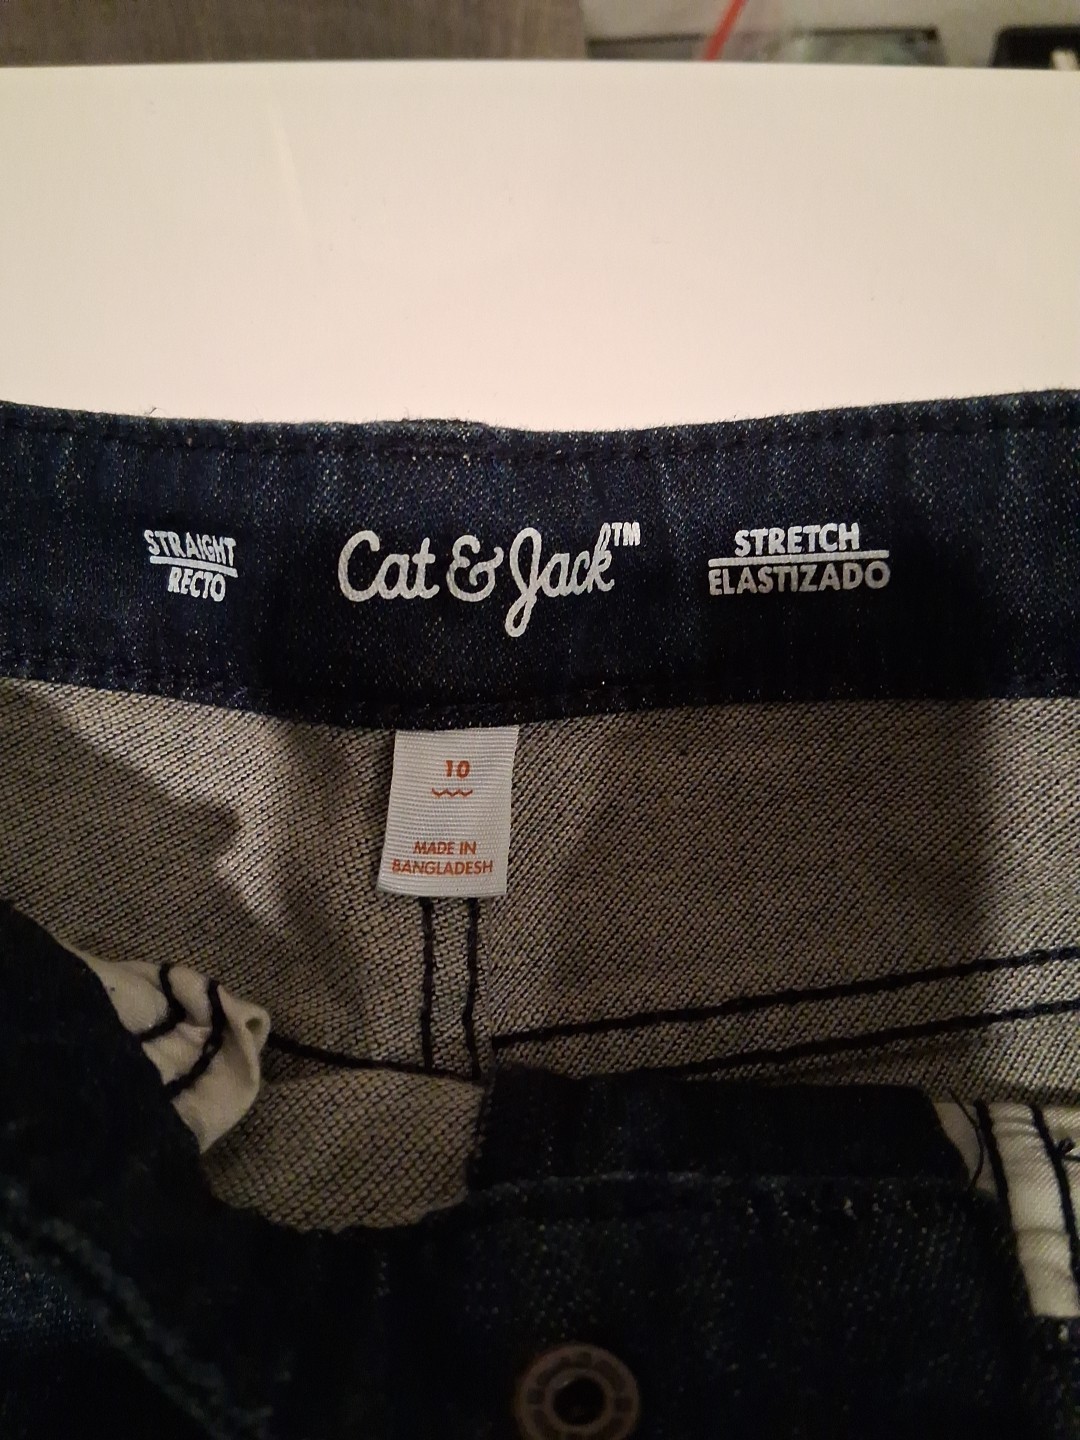 STRAIGHT
RECTO
Cat & Jack™
STRETCH
ELASTIZADO
10
MADE IN
BANGLADESH